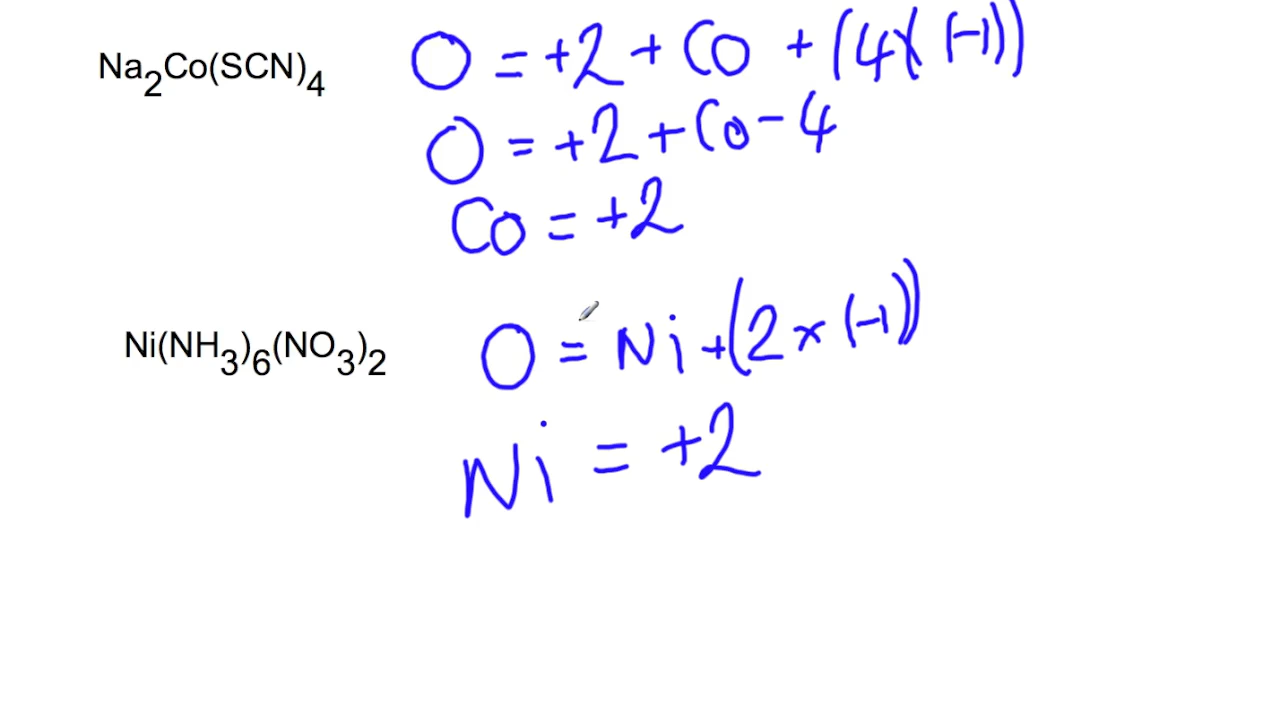 Na₂Co(SCN)₄ 0 = +2 + Co + (4x(-1))
0 = +2 + Co - 4
Co = +2
Ni(NH₃)₆(NO₃)₂ 0 = Ni + (2 x (-1))
Ni = +2